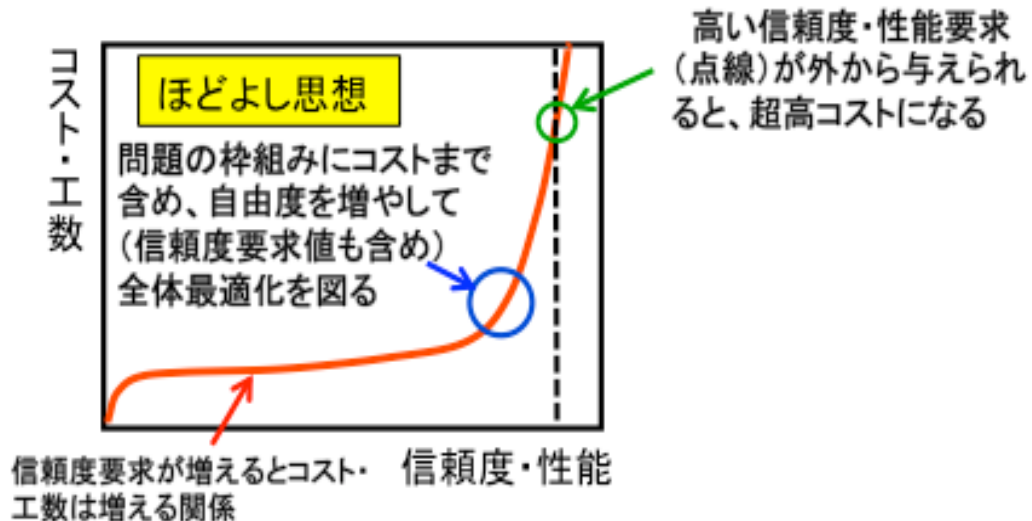 コスト・工数
ほどよし思想
問題の枠組みにコストまで
含め、自由度を増やして
(信頼度要求値も含め)
全体最適化を図る
高い信頼度・性能要求
(点線)が外から与えられ
ると、超高コストになる
信頼度要求が増えるとコスト・
工数は増える関係
信頼度・性能